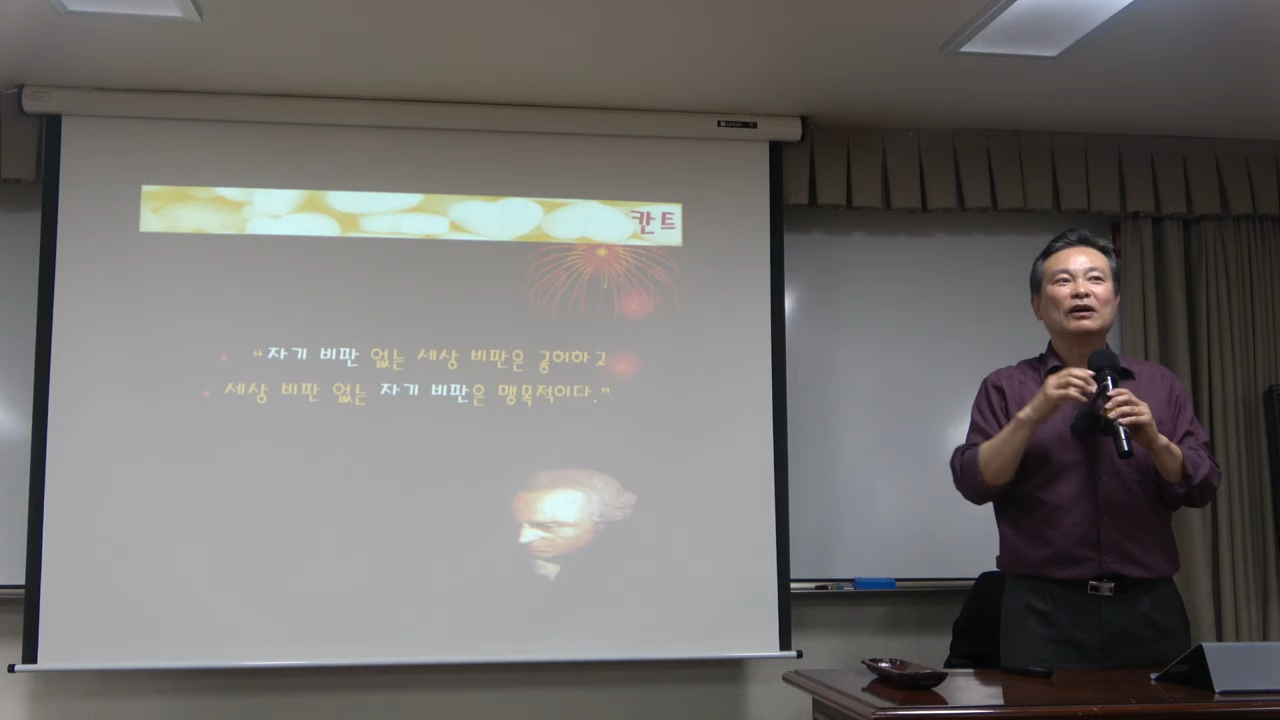 칸트
“자기 비판 없는 세상 비판은 공허하고
세상 비판 없는 자기 비판은 맹목적이다.”